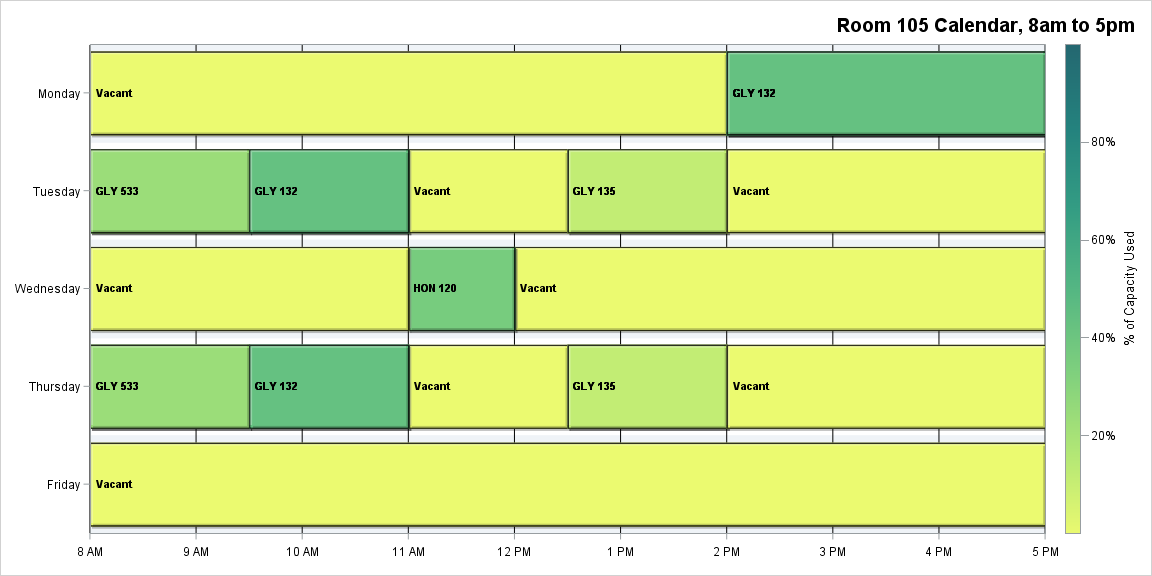 Room 105 Calendar, 8am to 5pm
Monday
Vacant
GLY 132
Tuesday
GLY 533
GLY 132
Vacant
GLY 135
Vacant
Wednesday
Vacant
HON 120
Vacant
Thursday
GLY 533
GLY 132
Vacant
GLY 135
Vacant
Friday
Vacant
8 AM
9 AM
10 AM
11 AM
12 PM
1 PM
2 PM
3 PM
4 PM
5 PM
80%
60%
40%
20%
% of Capacity Used